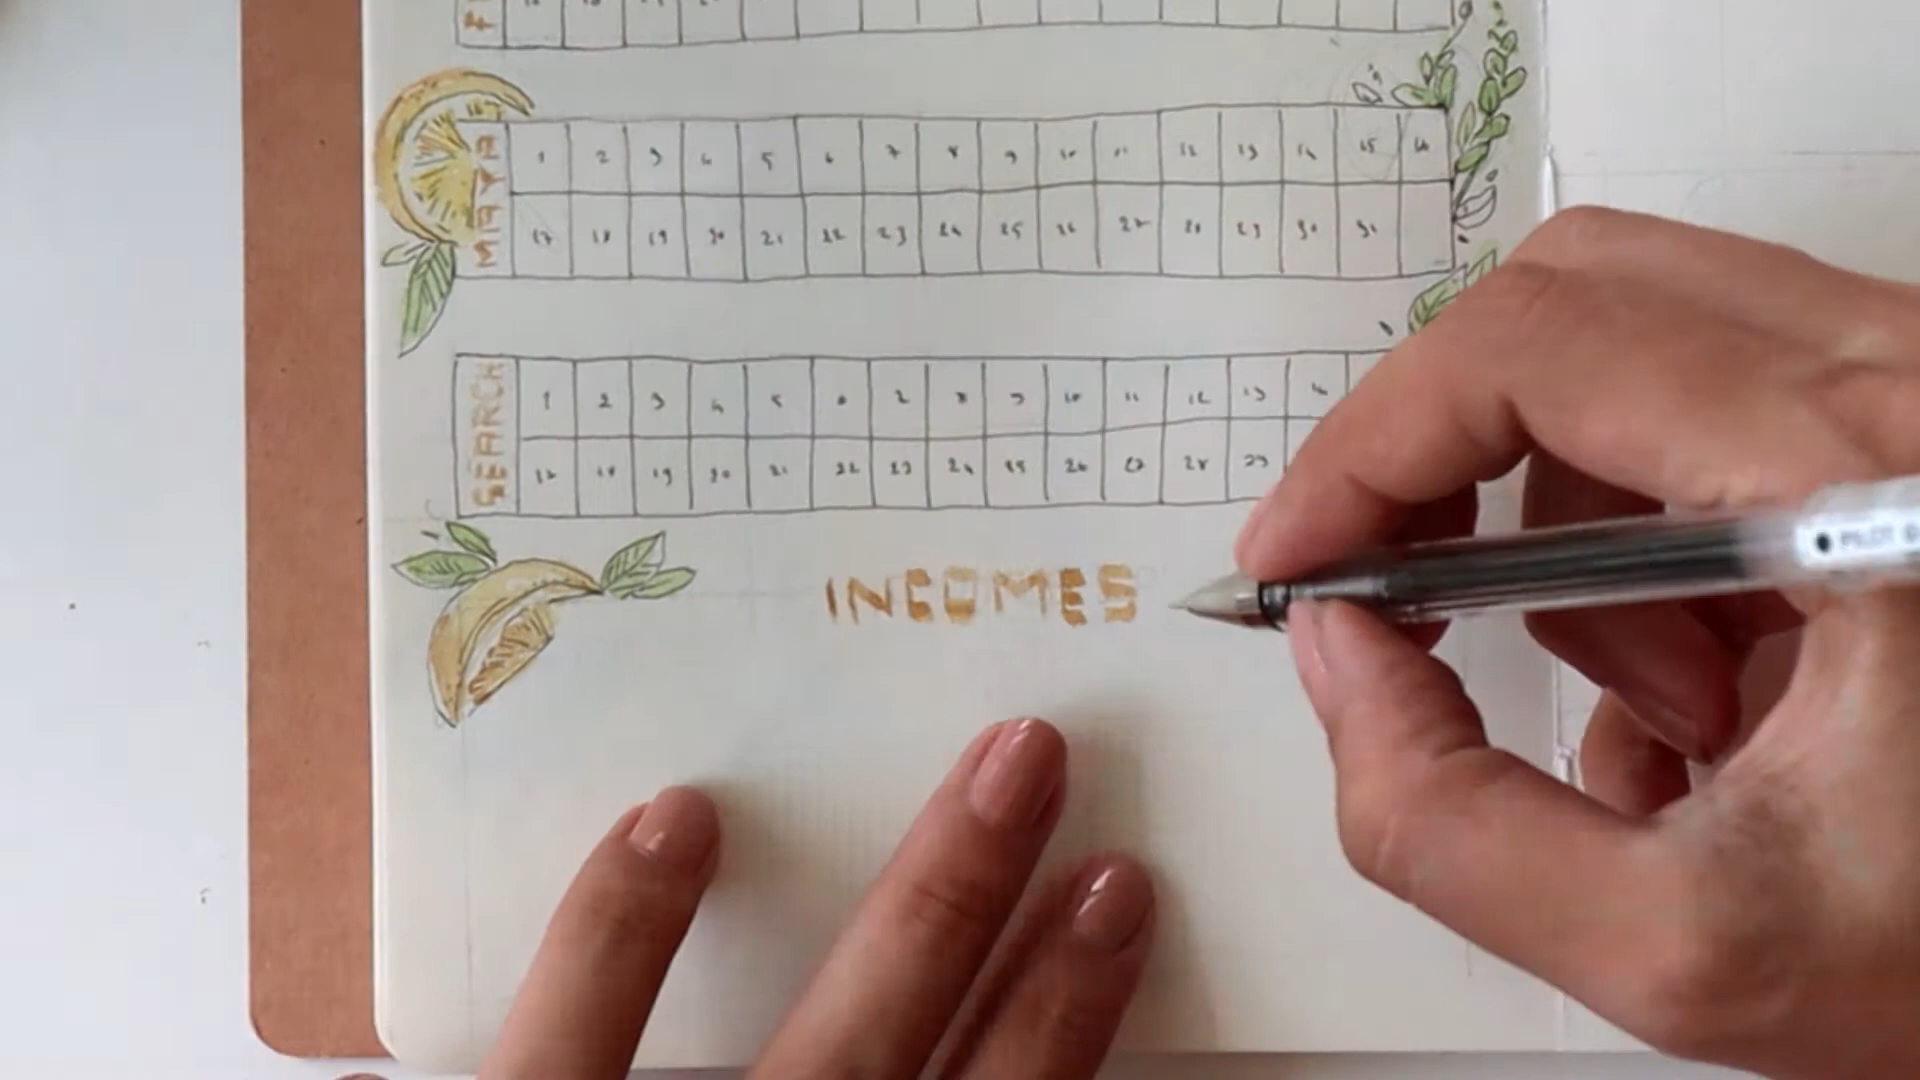 1 2 3 4 5 6 7 8 9 10 11 12 13 14 15 16
17 18 19 20 21 22 23 24 25 26 27 28 29 30 31
SEARCH
1 2 3 4 5 6 7 8 9 10 11 12 13 14
17 18 19 20 21 22 23 24 25 26 27 28 29
INCOMES
PILOT